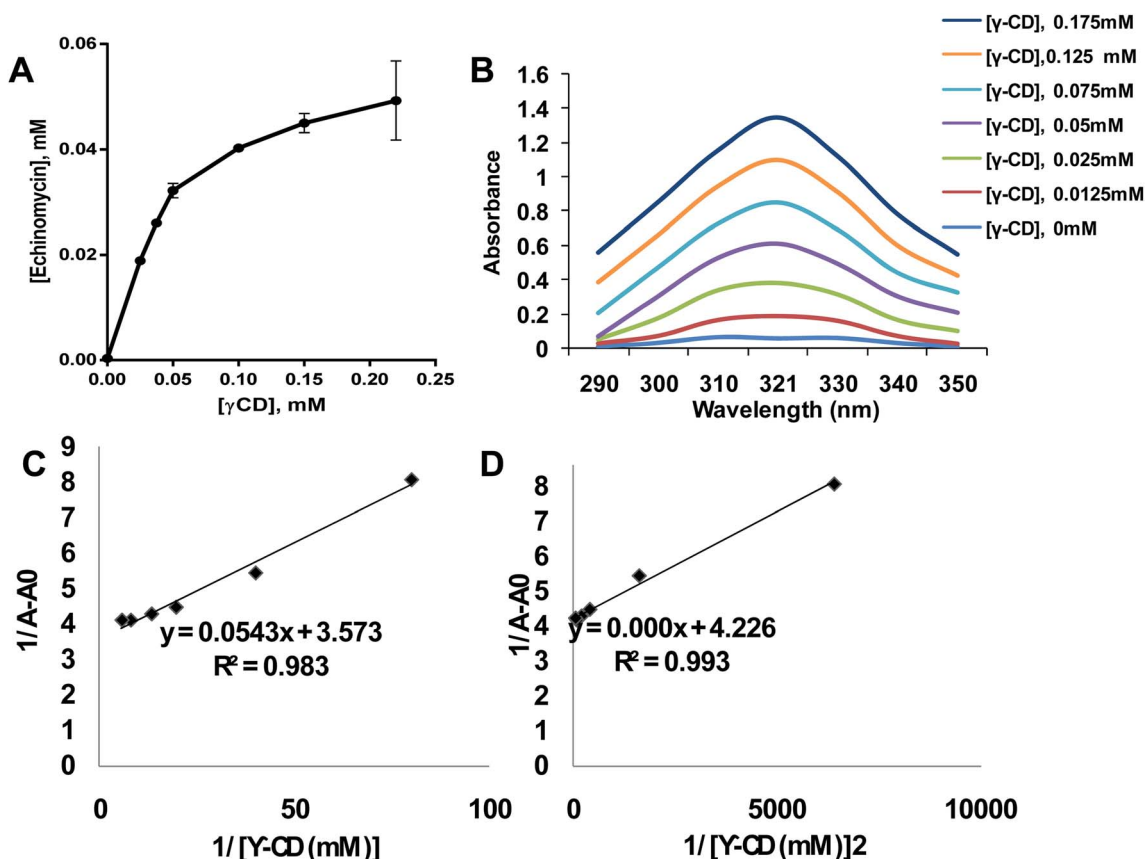 A
0.06
0.04
0.02
0.00
[Echinomycin], mM
0.00 0.05 0.10 0.15 0.20 0.25
[γCD], mM
B
1.6
1.4
1.2
1
0.8
0.6
0.4
0.2
0
Absorbance
290 300 310 321 330 340 350
Wavelength (nm)
[γ-CD], 0.175mM
[γ-CD],0.125 mM
[γ-CD], 0.075mM
[γ-CD], 0.05mM
[γ-CD], 0.025mM
[γ-CD], 0.0125mM
[γ-CD], 0mM
C
9
8
7
6
5
4
3
2
1
0
1/A-A0
y = 0.0543x + 3.573
R² = 0.983
0 50 100
1/[Y-CD (mM)]
D
8
7
6
5
4
3
2
1
0
1/A-A0
y = 0.000x + 4.226
R² = 0.993
0 5000 10000
1/[Y-CD (mM)]2